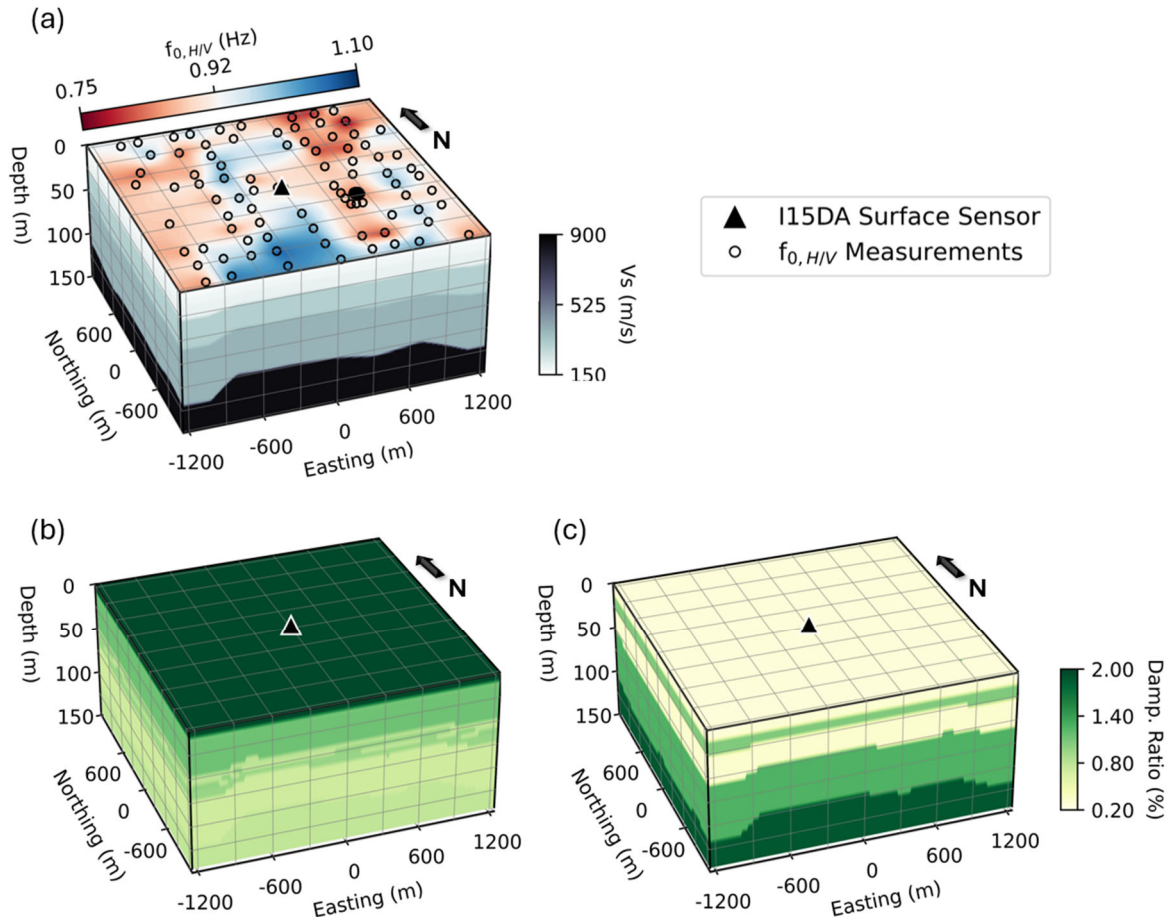 (a)
f0,H/V (Hz)
0.75
0.92
1.10
N
Depth (m)
0
50
100
150
Northing (m)
600
0
-600
-1200
-600
0
600
1200
Easting (m)
900
525
150
Vs (m/s)
I15DA Surface Sensor
f0,H/V Measurements
(b)
N
Depth (m)
0
50
100
150
Northing (m)
600
0
-600
-1200
-600
0
600
1200
Easting (m)
(c)
N
Depth (m)
0
50
100
150
Northing (m)
600
0
-600
-1200
-600
0
600
1200
Easting (m)
2.00
1.40
0.80
0.20
Damp. Ratio (%)